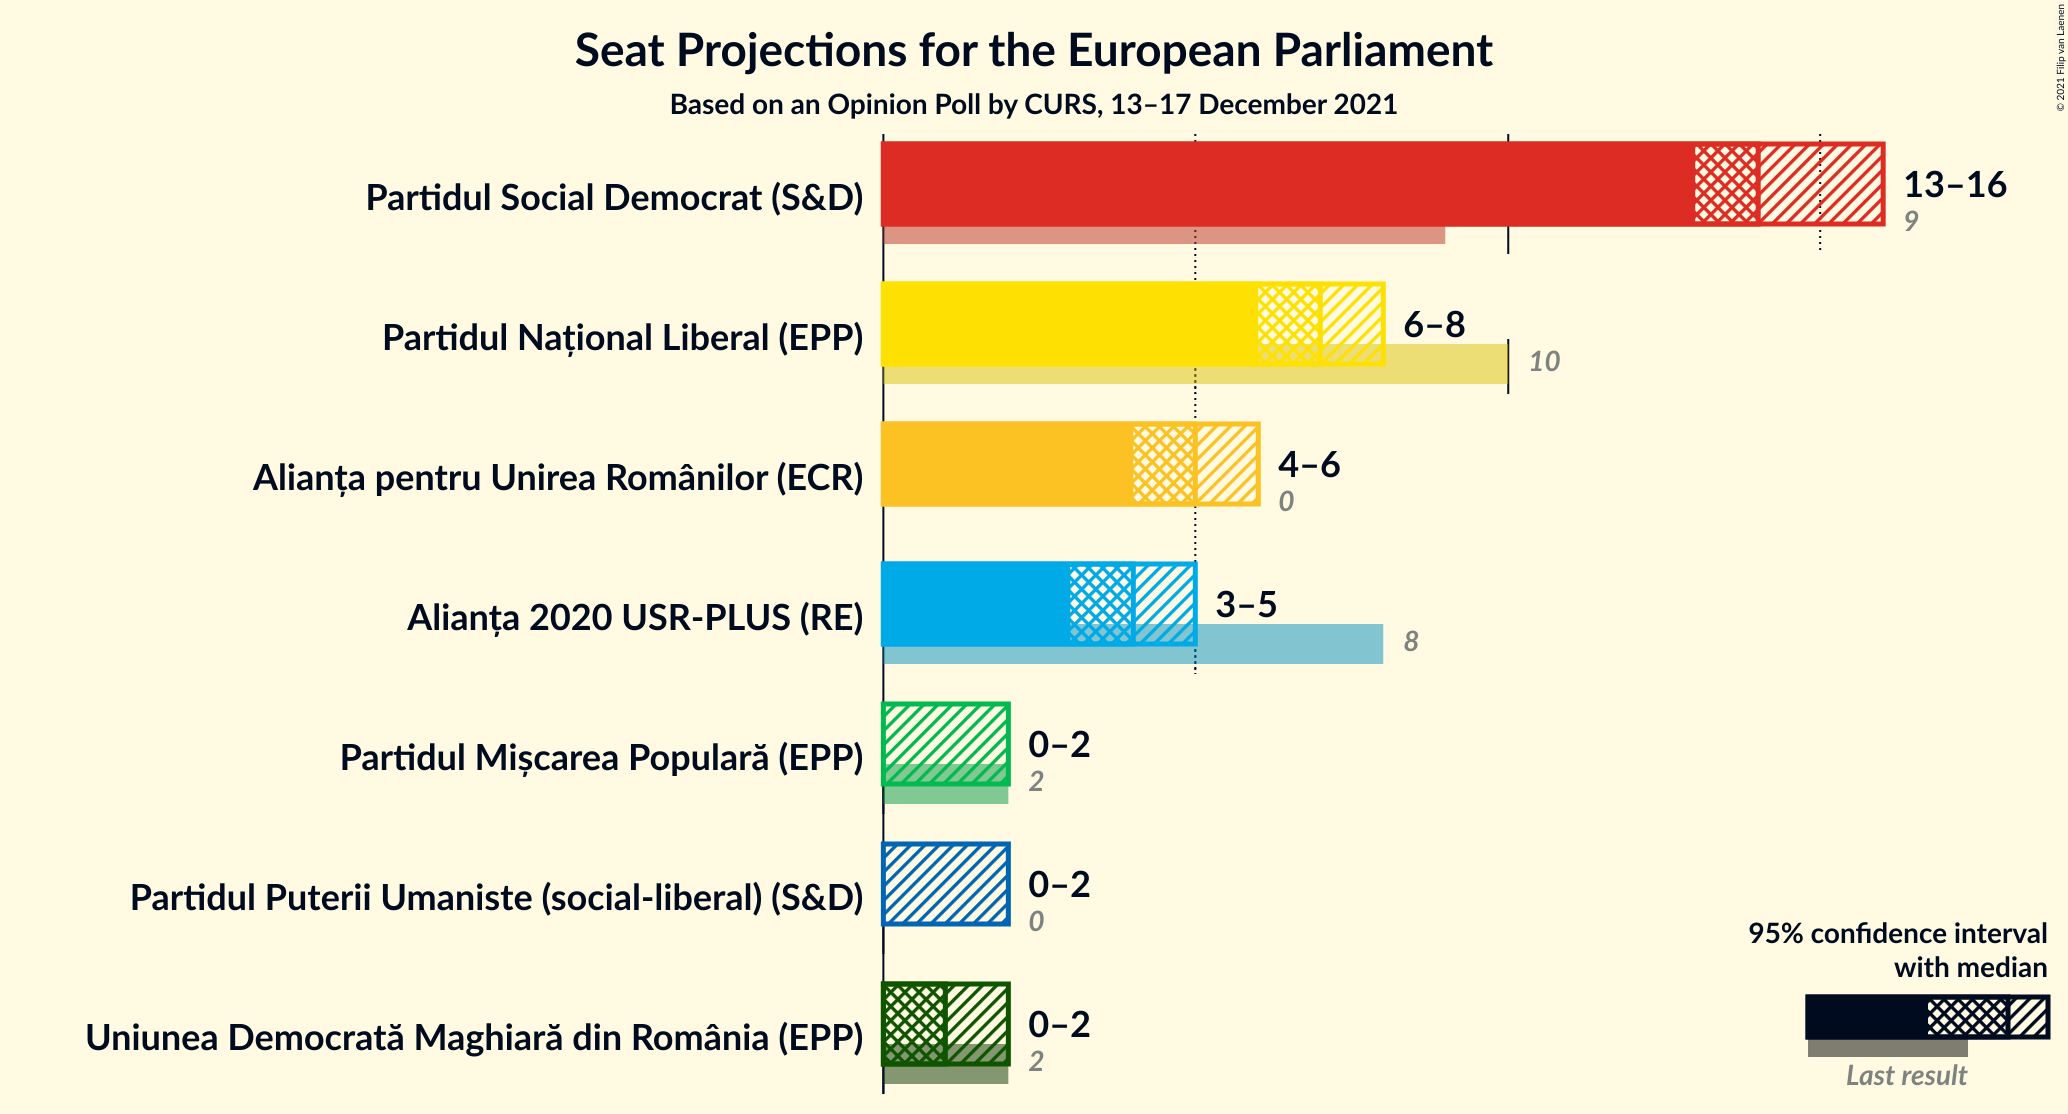 Seat Projections for the European Parliament
Based on an Opinion Poll by CURS, 13–17 December 2021
© 2021 Filip van Laenen
Partidul Social Democrat (S&D)
13–16
9
Partidul Național Liberal (EPP)
6–8
10
Alianța pentru Unirea Românilor (ECR)
4–6
0
Alianța 2020 USR-PLUS (RE)
3–5
8
Partidul Mișcarea Populară (EPP)
0–2
2
Partidul Puterii Umaniste (social-liberal) (S&D)
0–2
0
Uniunea Democrată Maghiară din România (EPP)
0–2
2
95% confidence interval
with median
Last result